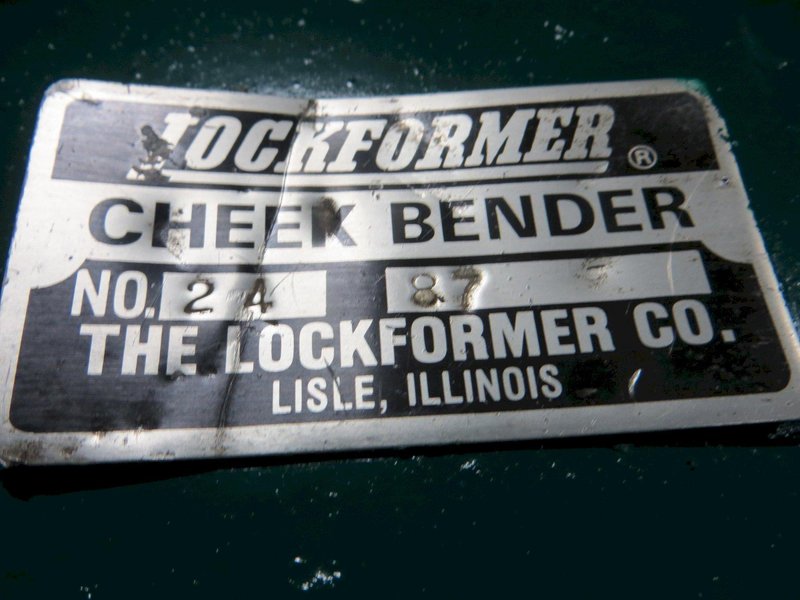 LOCKFORMER ®
CHEEK BENDER
NO. 24 87
THE LOCKFORMER CO.
LISLE, ILLINOIS